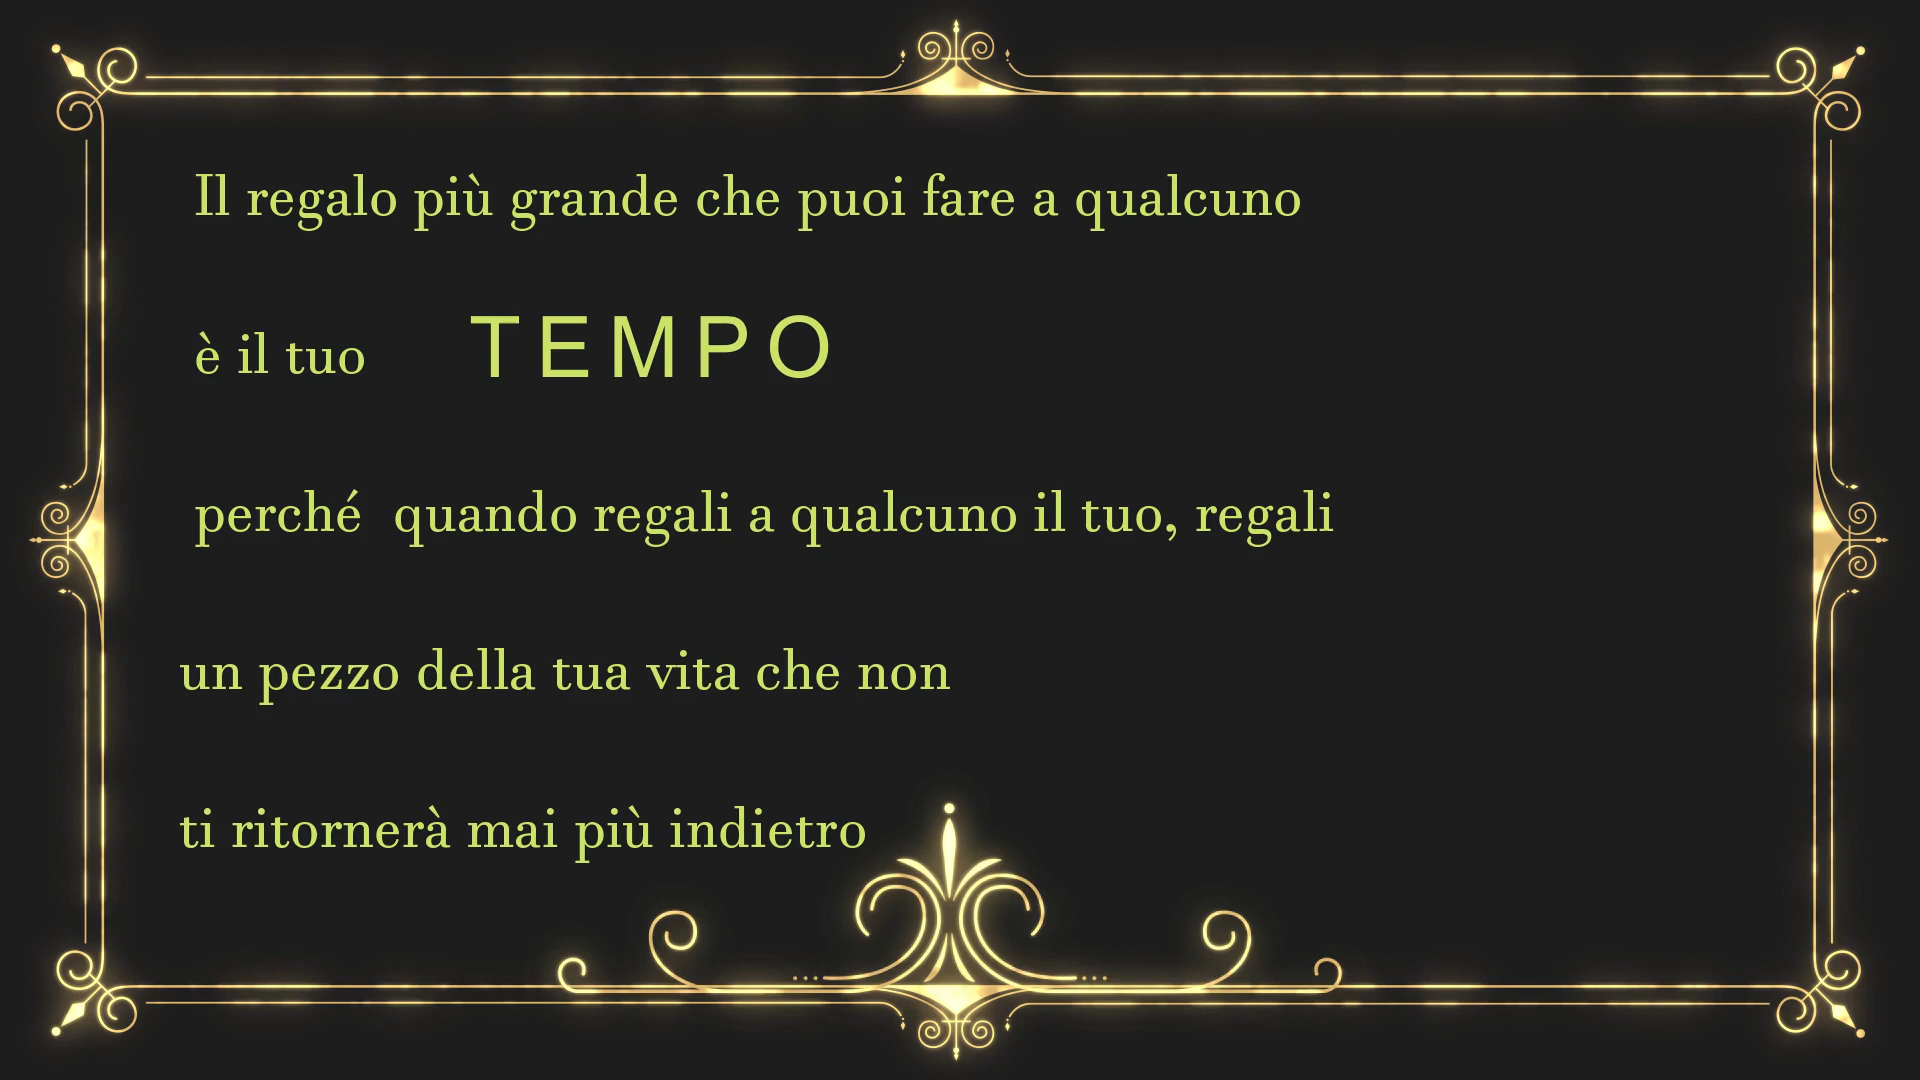 Il regalo più grande che puoi fare a qualcuno
è il tuo TEMPO
perché quando regali a qualcuno il tuo, regali
un pezzo della tua vita che non
ti ritornerà mai più indietro